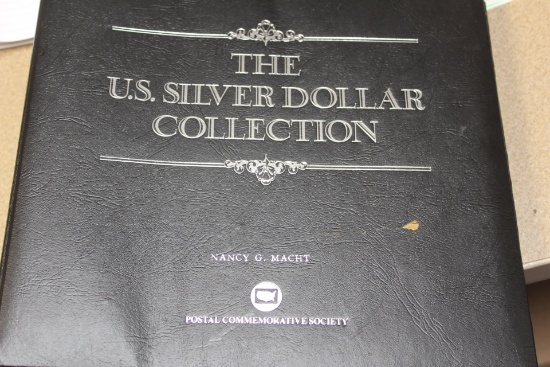 THE
U.S. SILVER DOLLAR
COLLECTION
NANCY G. MACHT
POSTAL COMMEMORATIVE SOCIETY